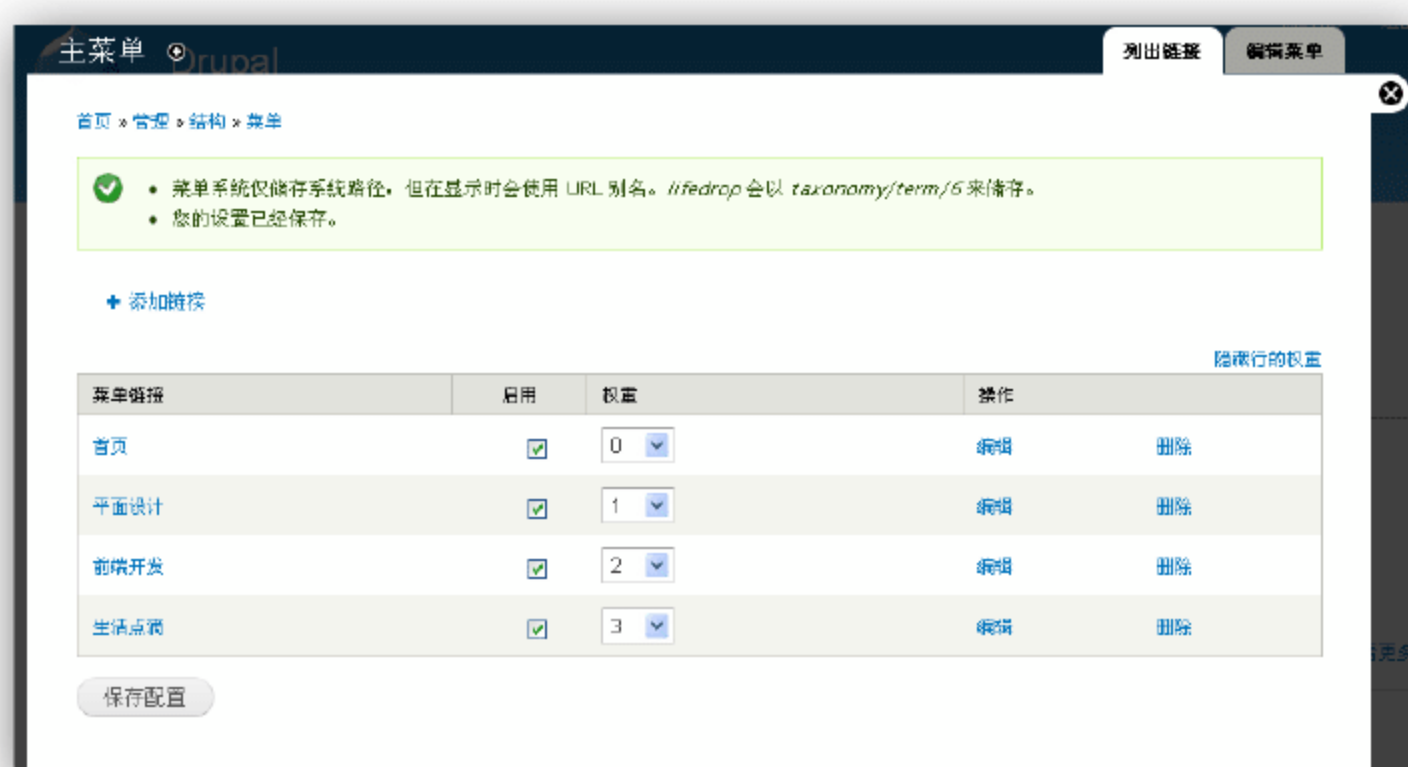 主菜单
Drupal
列出链接 编辑菜单
首页 » 管理 » 结构 » 菜单
菜单系统仅储存系统路径，但在显示时会使用 URL 别名。lifedrop 会以 taxonomy/term/6 来储存。
您的设置已经保存。
添加链接
隐藏行的权重
菜单链接 启用 权重 操作
首页 0 编辑 删除
平面设计 1 编辑 删除
前端开发 2 编辑 删除
生活点滴 3 编辑 删除
更多
保存配置